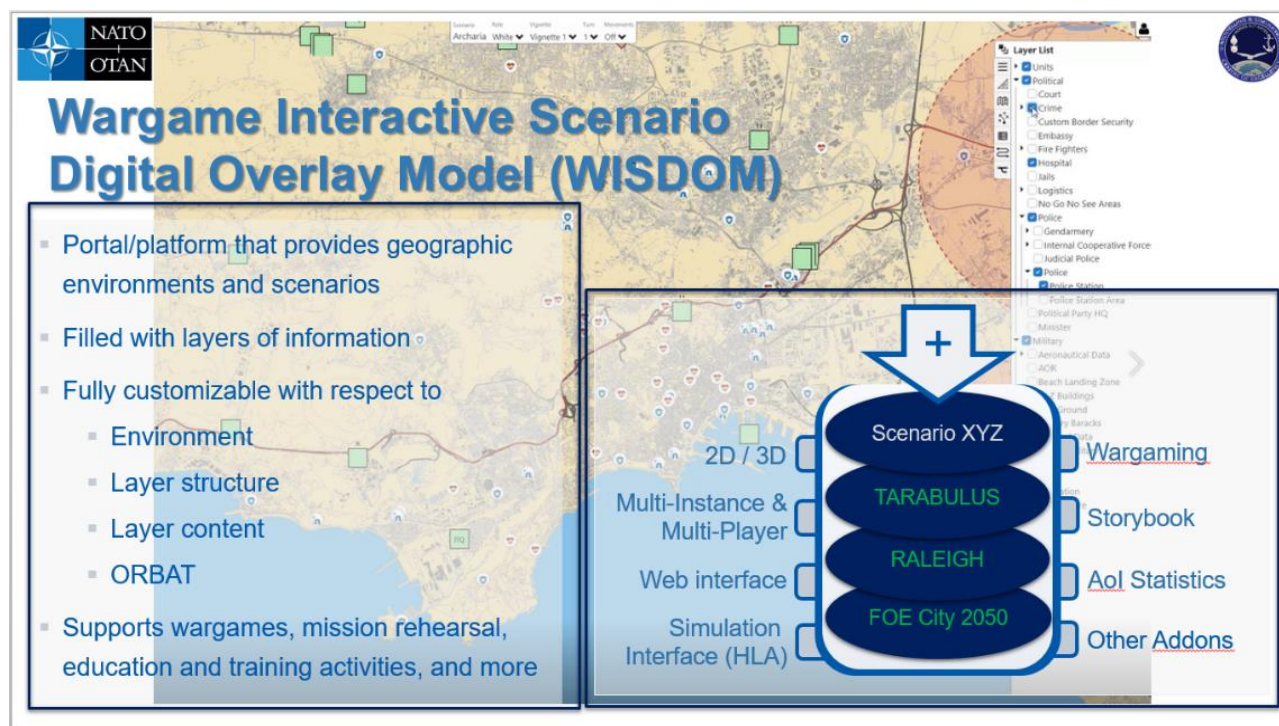 NATO
OTAN
Scenario Role Vignette Turn Movements
Archaria White Vignette 1 1 Off
Wargame Interactive Scenario
Digital Overlay Model (WISDOM)
Portal/platform that provides geographic
environments and scenarios
Filled with layers of information
Fully customizable with respect to
Environment
Layer structure
Layer content
ORBAT
Supports wargames, mission rehearsal,
education and training activities, and more
HQ
Layer List
Units
Political
Court
Crime
Custom Border Security
Embassy
Fire Fighters
Hospital
Jails
Logistics
No Go No See Areas
Police
Gendarmery
Internal Cooperative Force
Judicial Police
Police
Police Station
Police Station Area
Political Party HQ
Minister
Military
Aeronautical Data
AOR
Beach Landing Zone
Buildings
Ground
Baracks
+
Scenario XYZ
TARABULUS
RALEIGH
FOE City 2050
2D / 3D
Multi-Instance &
Multi-Player
Web interface
Simulation
Interface (HLA)
Wargaming
Storybook
AoI Statistics
Other Addons